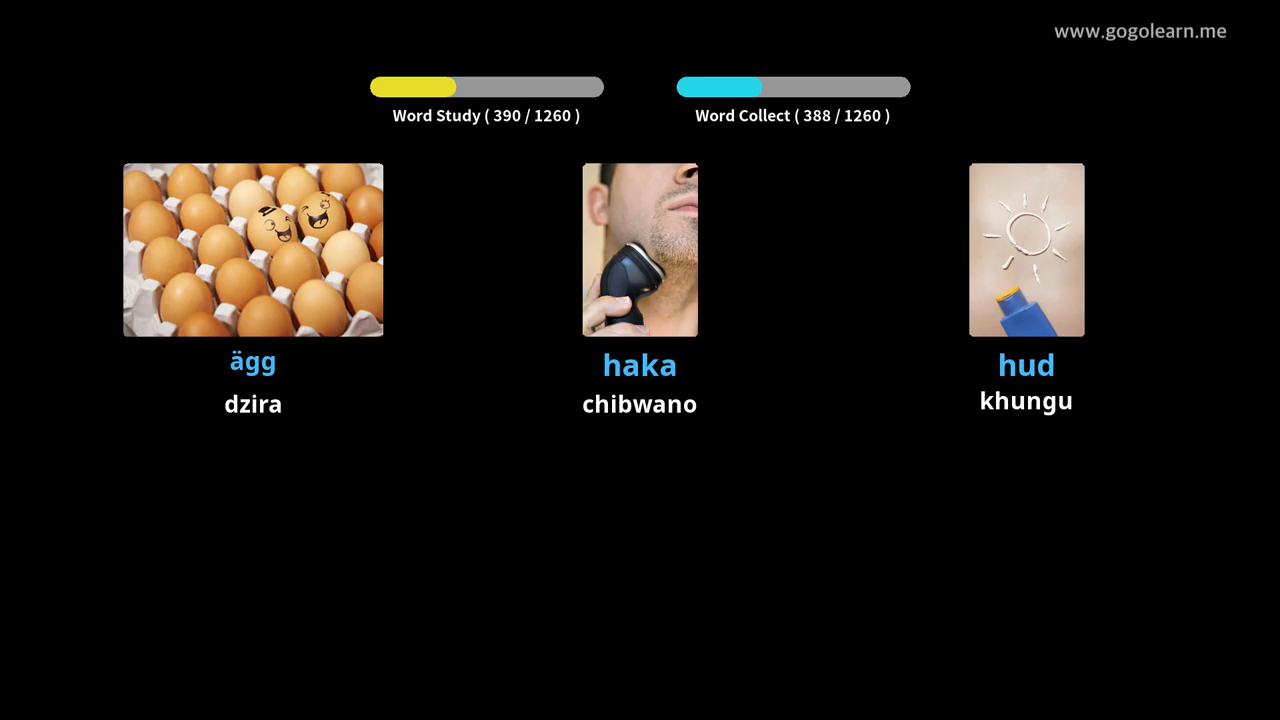 www.gogolearn.me
Word Study ( 390 / 1260 )
Word Collect ( 388 / 1260 )
ägg
haka
hud
dzira
chibwano
khungu